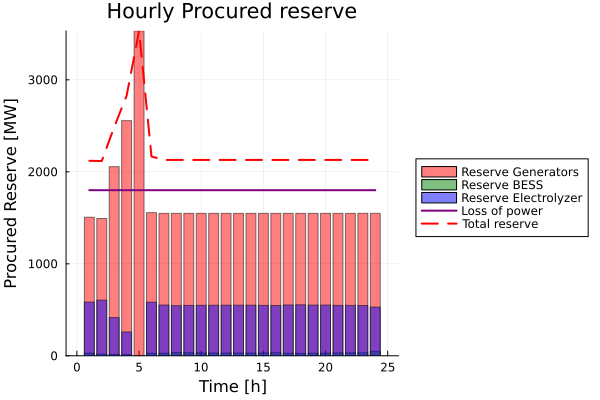 Hourly Procured reserve
Procured Reserve [MW]
3000
2000
1000
0
0
5
10
15
20
25
Time [h]
Reserve Generators
Reserve BESS
Reserve Electrolyzer
Loss of power
Total reserve